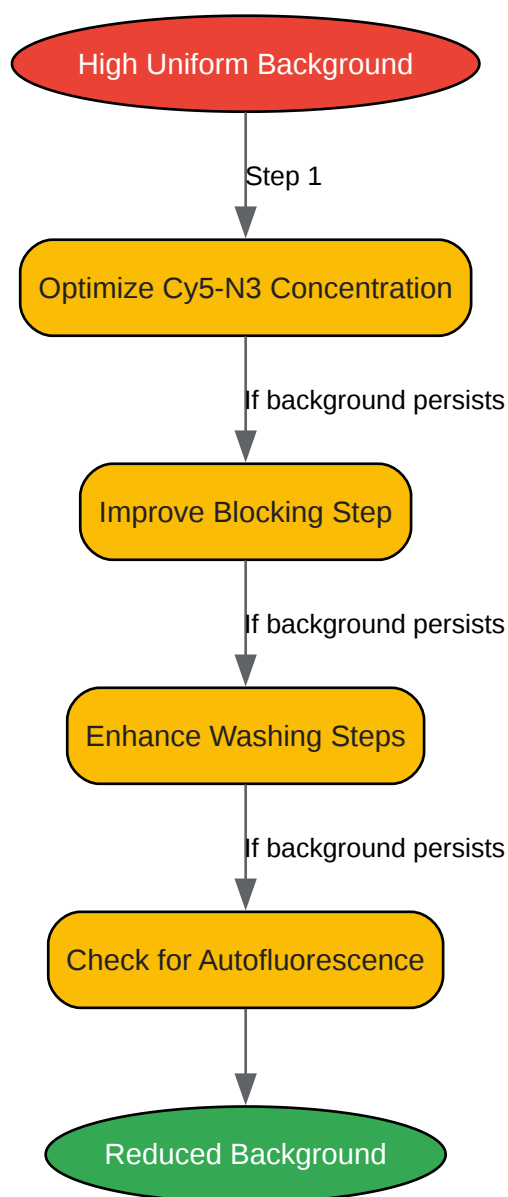 High Uniform Background
Step 1
Optimize Cy5-N3 Concentration
If background persists
Improve Blocking Step
If background persists
Enhance Washing Steps
If background persists
Check for Autofluorescence
Reduced Background